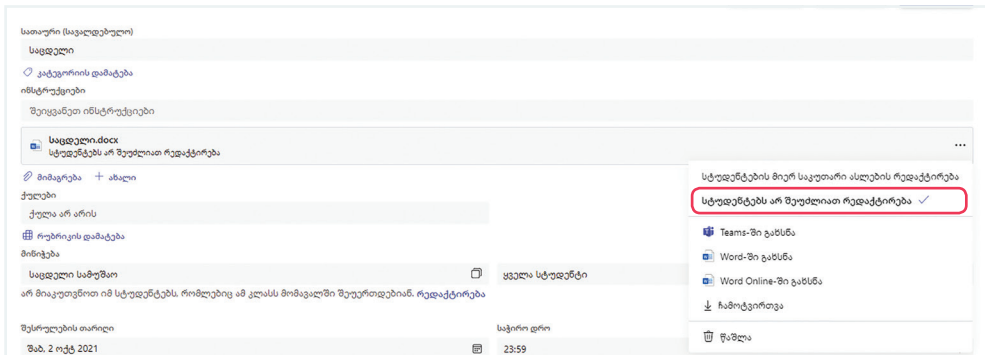 სათაური (სავალდებულო)
საცდელი
კატეგორიის დამატება
ინსტრუქციები
შეიყვანეთ ინსტრუქციები
საცდელი.docx
სტუდენტებს არ შეუძლიათ რედაქტირება
მიმაგრება + ახალი
ქულები
ქულა არ არის
რუბრიკის დამატება
მინიჭება
საცდელი სამუშაო
ყველა სტუდენტი
არ მიაკუთვნოთ იმ სტუდენტებს, რომლებიც ამ კლასს მომავალში შეუერთდებიან. რედაქტირება
შესრულების თარიღი
შაბ, 2 ოქტ 2021
საჭირო დრო
23:59
სტუდენტების მიერ საკუთარი ასლების რედაქტირება
სტუდენტებს არ შეუძლიათ რედაქტირება
Teams-ში გახსნა
Word-ში გახსნა
Word Online-ში გახსნა
ჩამოტვირთვა
წაშლა